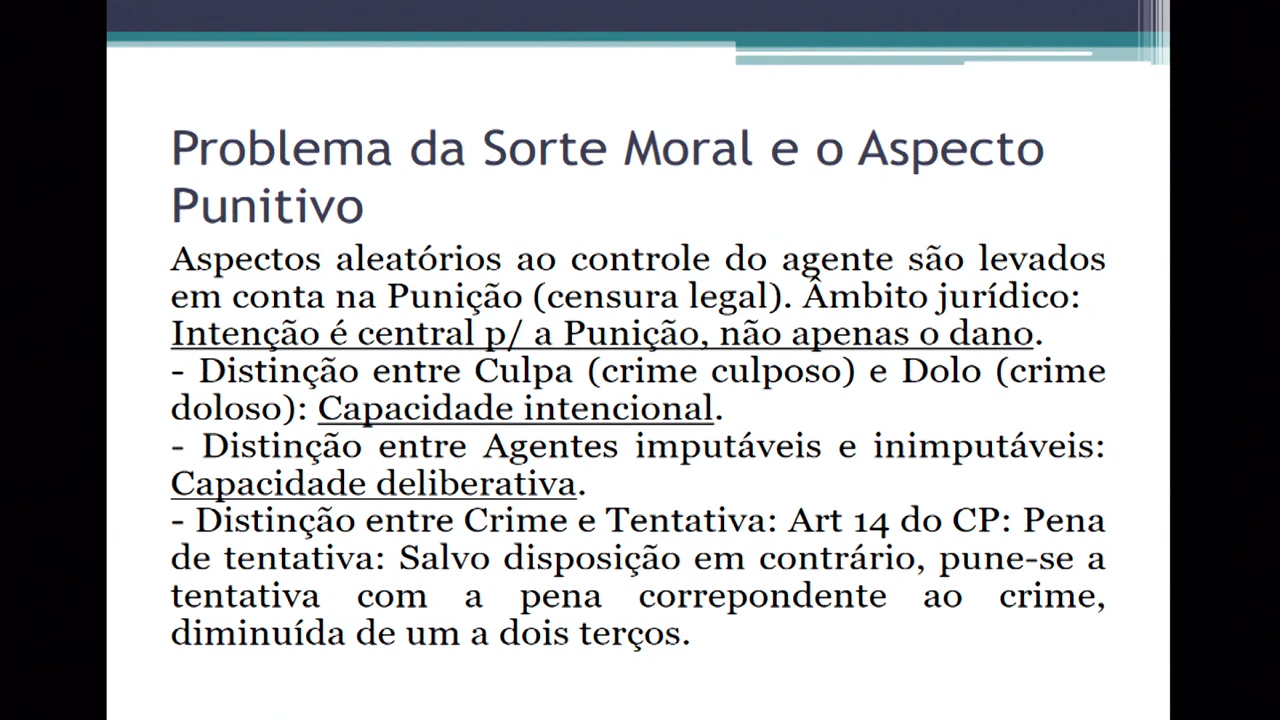 Problema da Sorte Moral e o Aspecto
Punitivo
Aspectos aleatórios ao controle do agente são levados
em conta na Punição (censura legal). Âmbito jurídico:
Intenção é central p/ a Punição, não apenas o dano.
- Distinção entre Culpa (crime culposo) e Dolo (crime
doloso): Capacidade intencional.
- Distinção entre Agentes imputáveis e inimputáveis:
Capacidade deliberativa.
- Distinção entre Crime e Tentativa: Art 14 do CP: Pena
de tentativa: Salvo disposição em contrário, pune-se a
tentativa com a pena correpondente ao crime,
diminuída de um a dois terços.